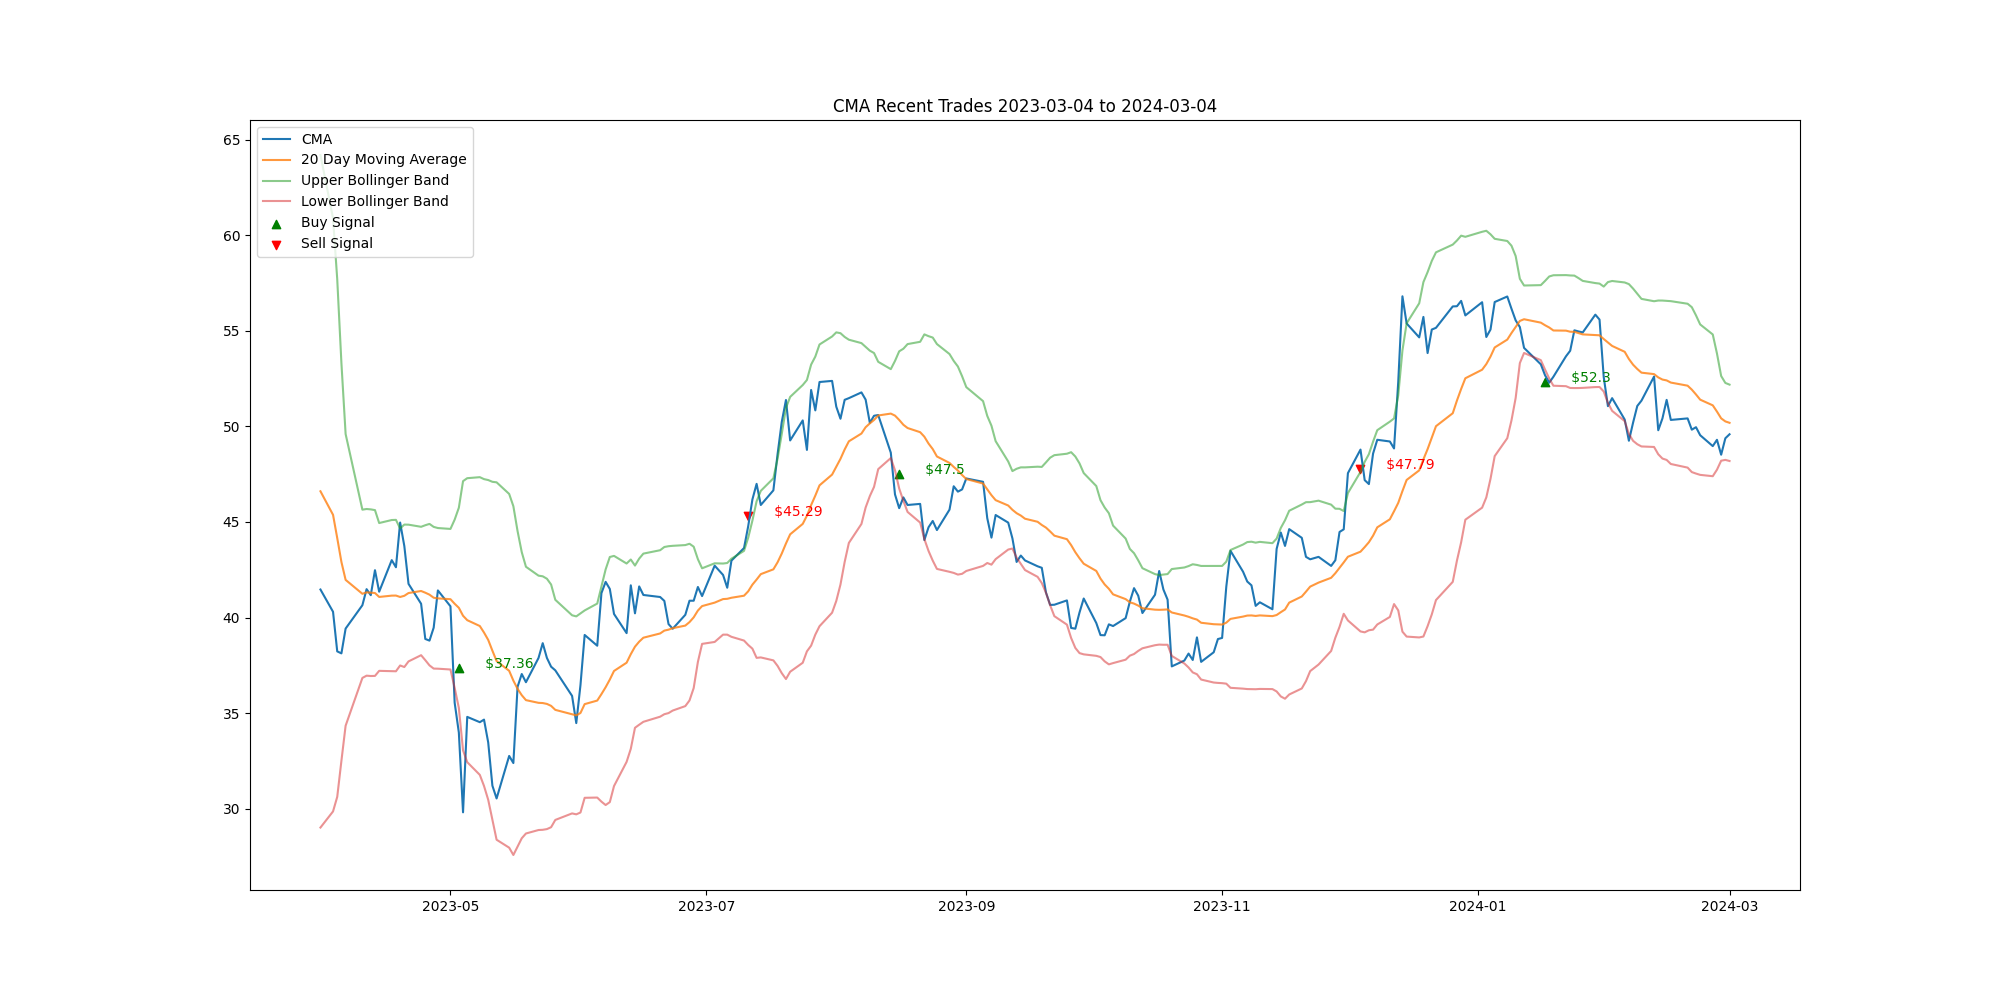 CMA Recent Trades 2023-03-04 to 2024-03-04
65
60
55
50
45
40
35
30
CMA
20 Day Moving Average
Upper Bollinger Band
Lower Bollinger Band
Buy Signal
Sell Signal
$37.36
$45.29
$47.5
$47.79
$52.3
2023-05
2023-07
2023-09
2023-11
2024-01
2024-03